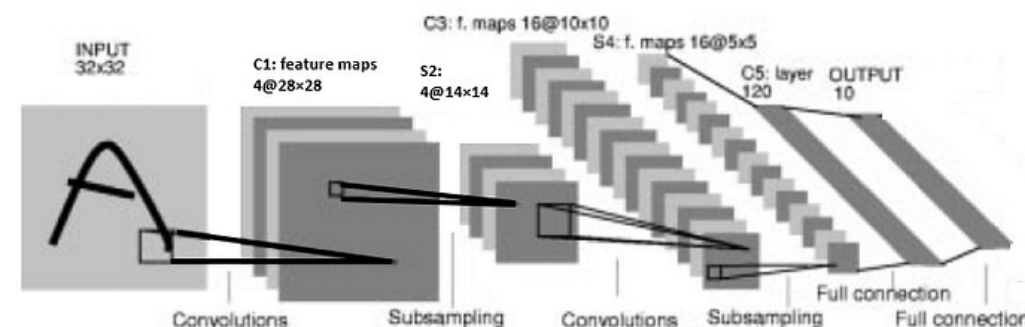 INPUT
32x32
C1: feature maps
4@28×28
S2:
4@14×14
C3: f. maps 16@10x10
S4: f. maps 16@5x5
C5: layer
120
OUTPUT
10
Convolutions
Subsampling
Convolutions
Subsampling
Full connection
Full connection